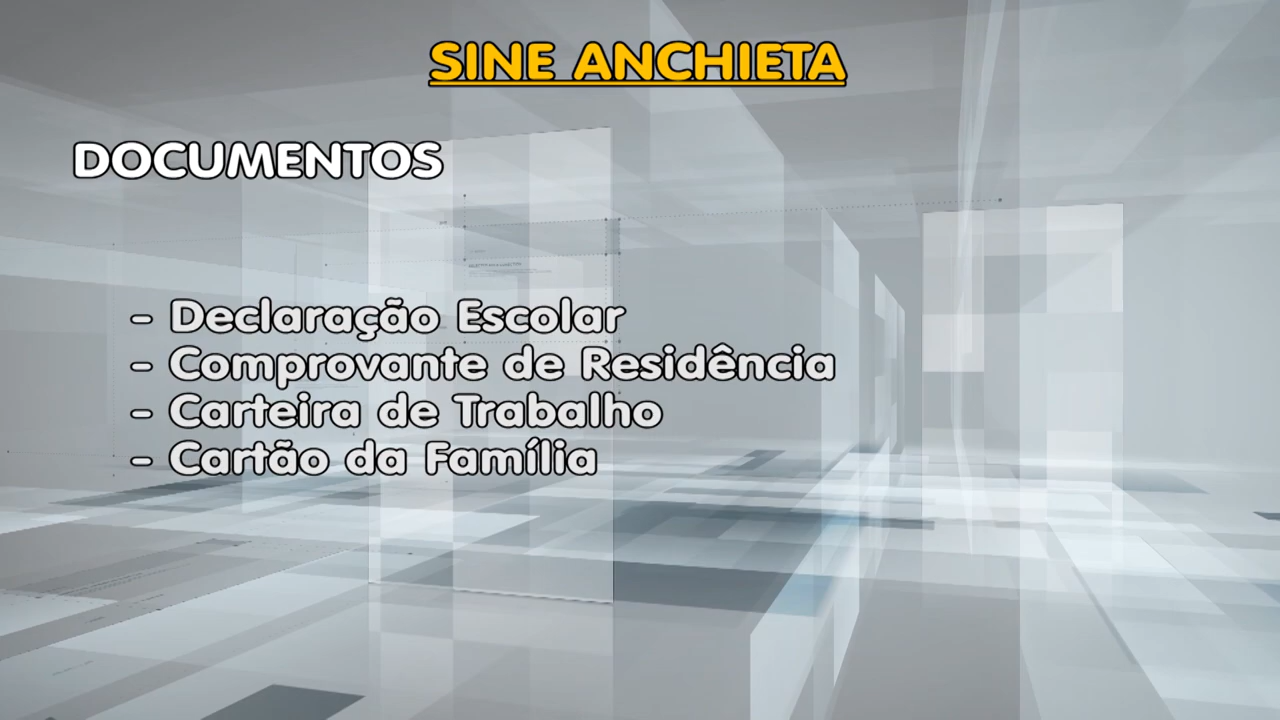 SINE ANCHIETA
DOCUMENTOS
- Declaração Escolar
- Comprovante de Residência
- Carteira de Trabalho
- Cartão da Família